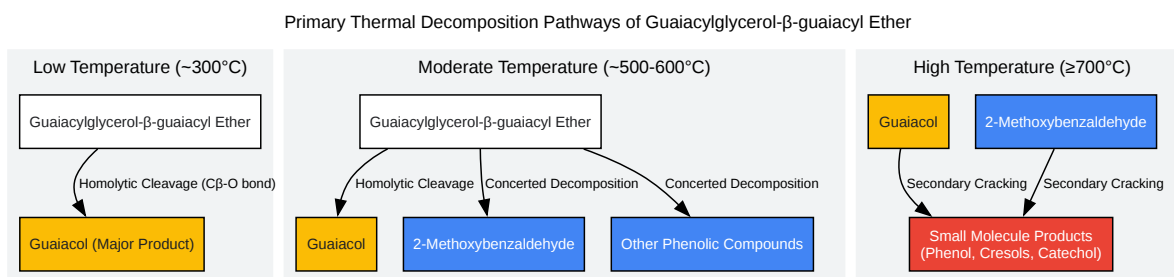 Primary Thermal Decomposition Pathways of Guaiacylglycerol-β-guaiacyl Ether
Low Temperature (~300°C)
Guaiacylglycerol-β-guaiacyl Ether
Homolytic Cleavage (Cβ-O bond)
Guaiacol (Major Product)
Moderate Temperature (~500-600°C)
Guaiacylglycerol-β-guaiacyl Ether
Homolytic Cleavage
Concerted Decomposition
Concerted Decomposition
Guaiacol
2-Methoxybenzaldehyde
Other Phenolic Compounds
High Temperature (≥700°C)
Guaiacol
2-Methoxybenzaldehyde
Secondary Cracking
Secondary Cracking
Small Molecule Products
(Phenol, Cresols, Catechol)